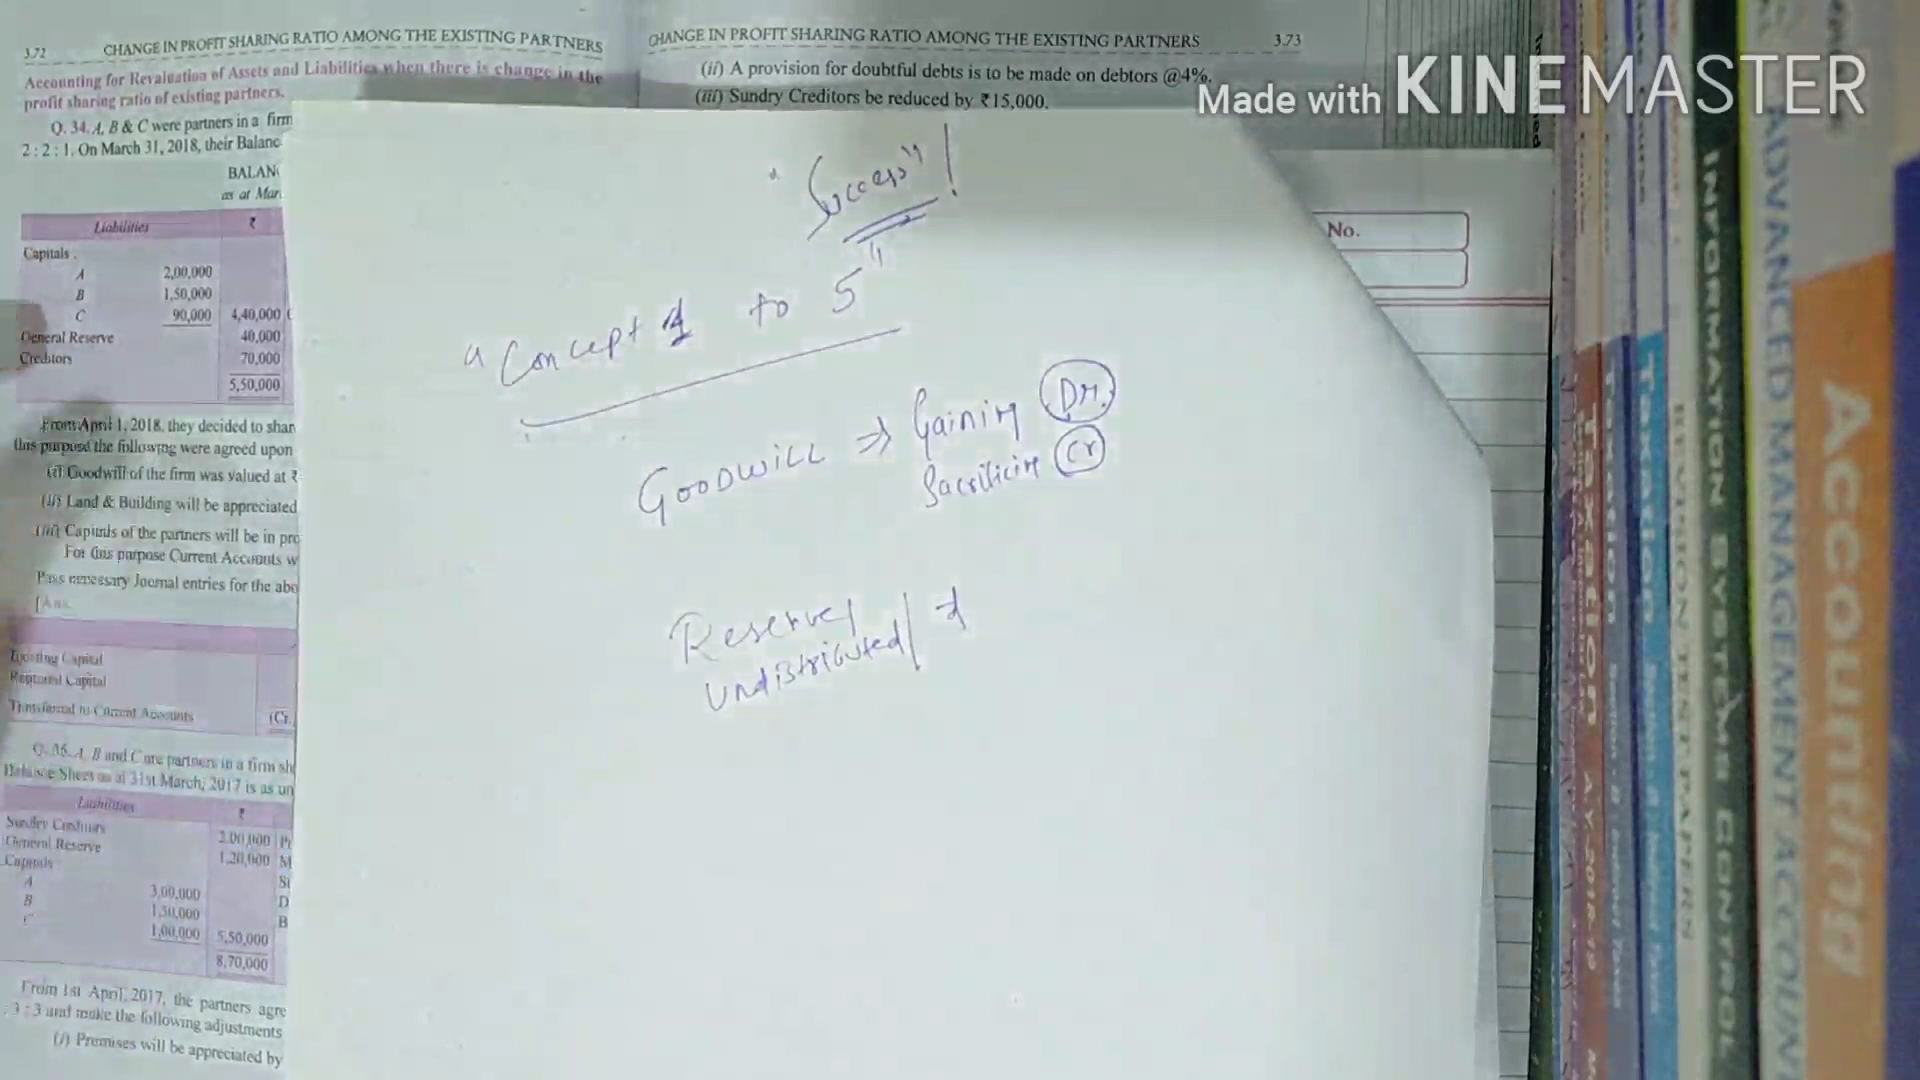 3.72 CHANGE IN PROFIT SHARING RATIO AMONG THE EXISTING PARTNERS
Accounting for Revaluation of Assets and Liabilities when there is change in the
profit sharing ratio of existing partners.
Q. 34. A, B & C were partners in a firm
2 : 2 : 1. On March 31, 2018, their Balanc
BALAN
as at Mar
Liabilities ₹
Capitals
A 2,00,000
B 1,50,000
C 90,000 4,40,000
General Reserve 40,000
Creditors 70,000
5,50,000
From April 1, 2018, they decided to shar
this purpose the following were agreed upon
(i) Goodwill of the firm was valued at ₹
(ii) Land & Building will be appreciated
(iii) Capitals of the partners will be in pro
For this purpose Current Accounts w
Pass necessary Journal entries for the abo
[Ans.
Existing Capital
Required Capital
Transferred to Current Accounts (Cr.
Q. 35. A, B and C are partners in a firm sh
Balance Sheet as at 31st March, 2017 is as un
Liabilities ₹
Sundry Creditors 2,00,000 P
General Reserve 1,20,000 M
Capitals S
A 3,00,000 D
B 1,50,000 B
C 1,00,000 5,50,000
8,70,000
From 1st April, 2017, the partners agre
: 3 : 3 and make the following adjustments
(i) Premises will be appreciated by
CHANGE IN PROFIT SHARING RATIO AMONG THE EXISTING PARTNERS 3.73
(ii) A provision for doubtful debts is to be made on debtors @4%.
(iii) Sundry Creditors be reduced by ₹15,000.
Made with KINEMASTER
"Success"!
"Concept 1 to 5"
GOODWILL ⇒ Gaining Dr.
Sacrificing Cr
Reserve/
Undistributed/
No.
Taxation
AY-2018-19
Taxation
REVISION TEST PAPERS
INFORMATION SYSTEMS CONTROL
ADVANCED MANAGEMENT ACCOUN
Accounting